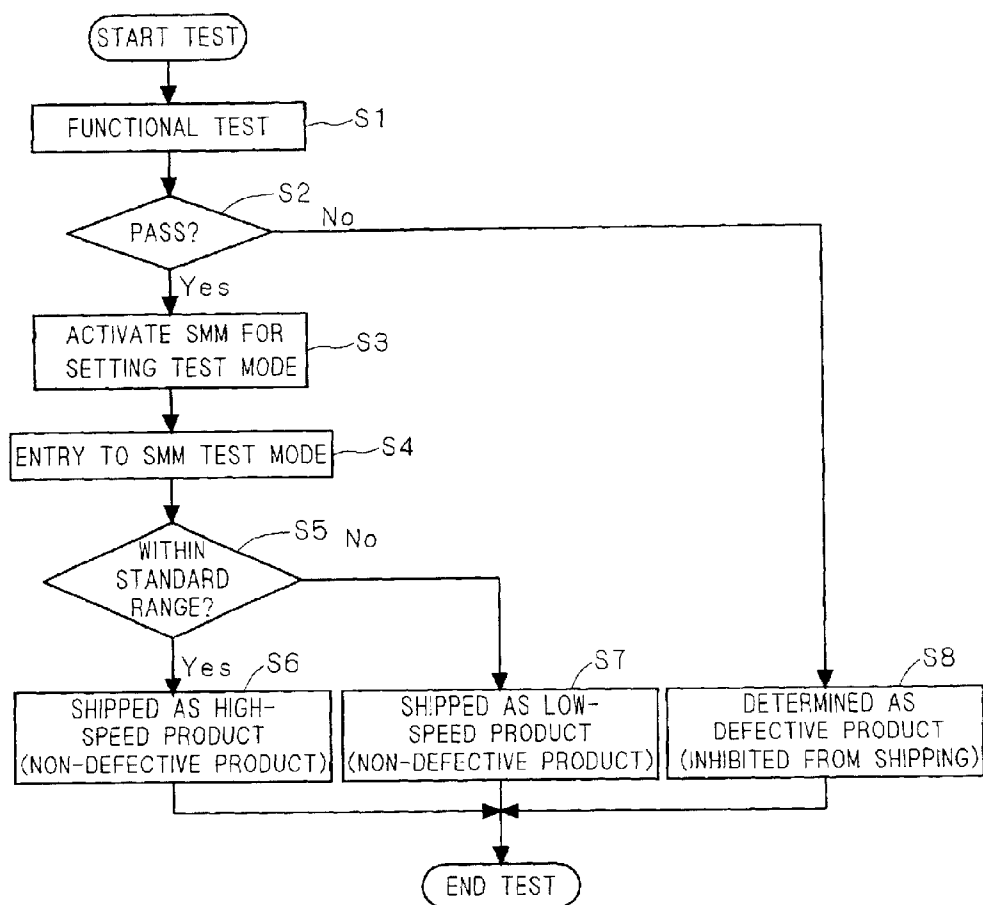 START TEST
FUNCTIONAL TEST
S1
S2
PASS?
No
Yes
ACTIVATE SMM FOR
SETTING TEST MODE
S3
ENTRY TO SMM TEST MODE
S4
S5
WITHIN
STANDARD
RANGE?
No
Yes
S6
SHIPPED AS HIGH-
SPEED PRODUCT
(NON-DEFECTIVE PRODUCT)
S7
SHIPPED AS LOW-
SPEED PRODUCT
(NON-DEFECTIVE PRODUCT)
S8
DETERMINED AS
DEFECTIVE PRODUCT
(INHIBITED FROM SHIPPING)
END TEST